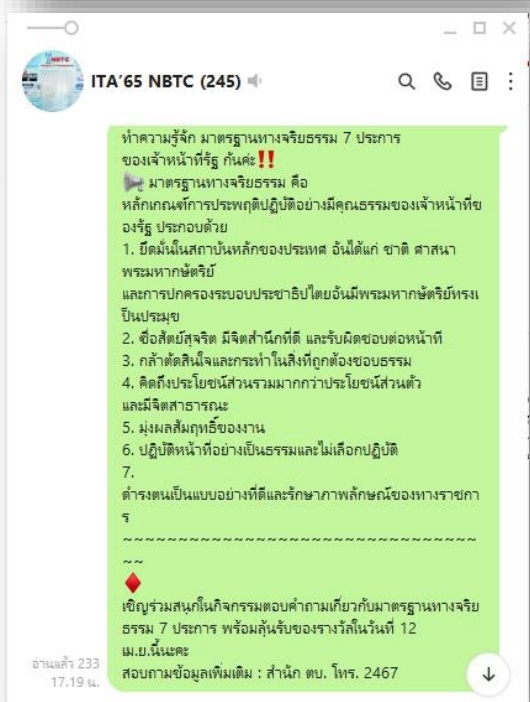 NBTC
ITA'65 NBTC (245)
ทำความรู้จัก มาตรฐานทางจริยธรรม 7 ประการ
ของเจ้าหน้าที่รัฐ กันค่ะ‼️
📢 มาตรฐานทางจริยธรรม คือ
หลักเกณฑ์การประพฤติปฏิบัติอย่างมีคุณธรรมของเจ้าหน้าที่ข
องรัฐ ประกอบด้วย
1. ยึดมั่นในสถาบันหลักของประเทศ อันได้แก่ ชาติ ศาสนา
พระมหากษัตริย์
และการปกครองระบอบประชาธิปไตยอันมีพระมหากษัตริย์ทรงเ
ป็นประมุข
2. ซื่อสัตย์สุจริต มีจิตสำนึกที่ดี และรับผิดชอบต่อหน้าที่
3. กล้าตัดสินใจและกระทำในสิ่งที่ถูกต้องชอบธรรม
4. คิดถึงประโยชน์ส่วนรวมมากกว่าประโยชน์ส่วนตัว
และมีจิตสาธารณะ
5. มุ่งผลสัมฤทธิ์ของงาน
6. ปฏิบัติหน้าที่อย่างเป็นธรรมและไม่เลือกปฏิบัติ
7.
ดำรงตนเป็นแบบอย่างที่ดีและรักษาภาพลักษณ์ของทางราชกา
ร
~~~~~~~~~~~~~~~~~~~~~~~~~~~~~~~~
~~
♦️
เชิญร่วมสนุกในกิจกรรมตอบคำถามเกี่ยวกับมาตรฐานทางจริย
ธรรม 7 ประการ พร้อมลุ้นรับของรางวัลในวันที่ 12
เม.ย.นี้นะคะ
สอบถามข้อมูลเพิ่มเติม : สำนัก ตบ. โทร. 2467
อ่านแล้ว 233
17.19 น.